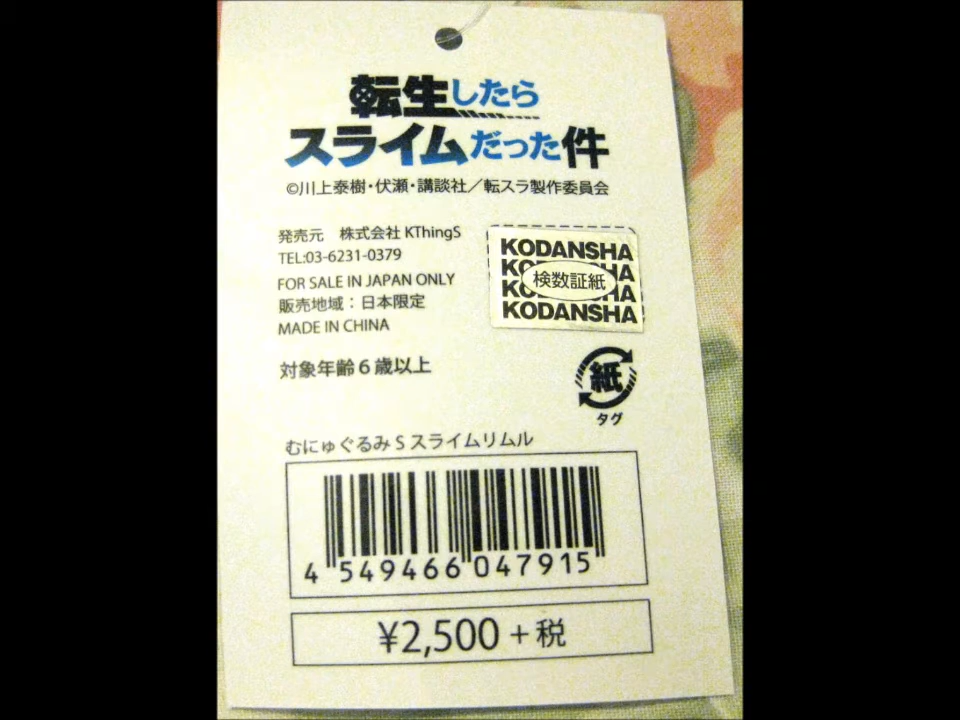 転生したら
スライムだった件
©川上泰樹・伏瀬・講談社／転スラ製作委員会
発売元　株式会社 KThingS
TEL:03-6231-0379
FOR SALE IN JAPAN ONLY
販売地域：日本限定
MADE IN CHINA
KODANSHA
KODANSHA
検数証紙
KODANSHA
KODANSHA
対象年齢６歳以上
紙
タグ
むにゅぐるみ S スライムリムル
4 549466 047915
¥2,500 + 税